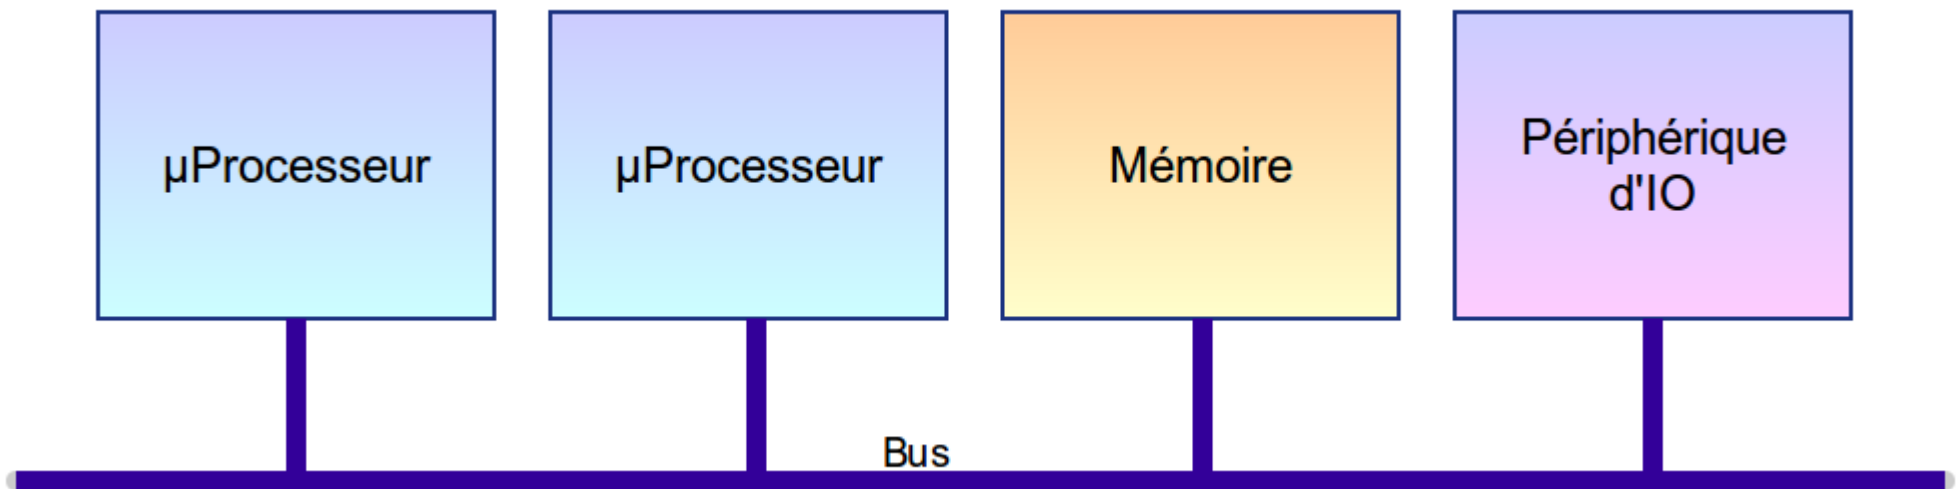 µProcesseur
µProcesseur
Mémoire
Périphérique
d'IO
Bus